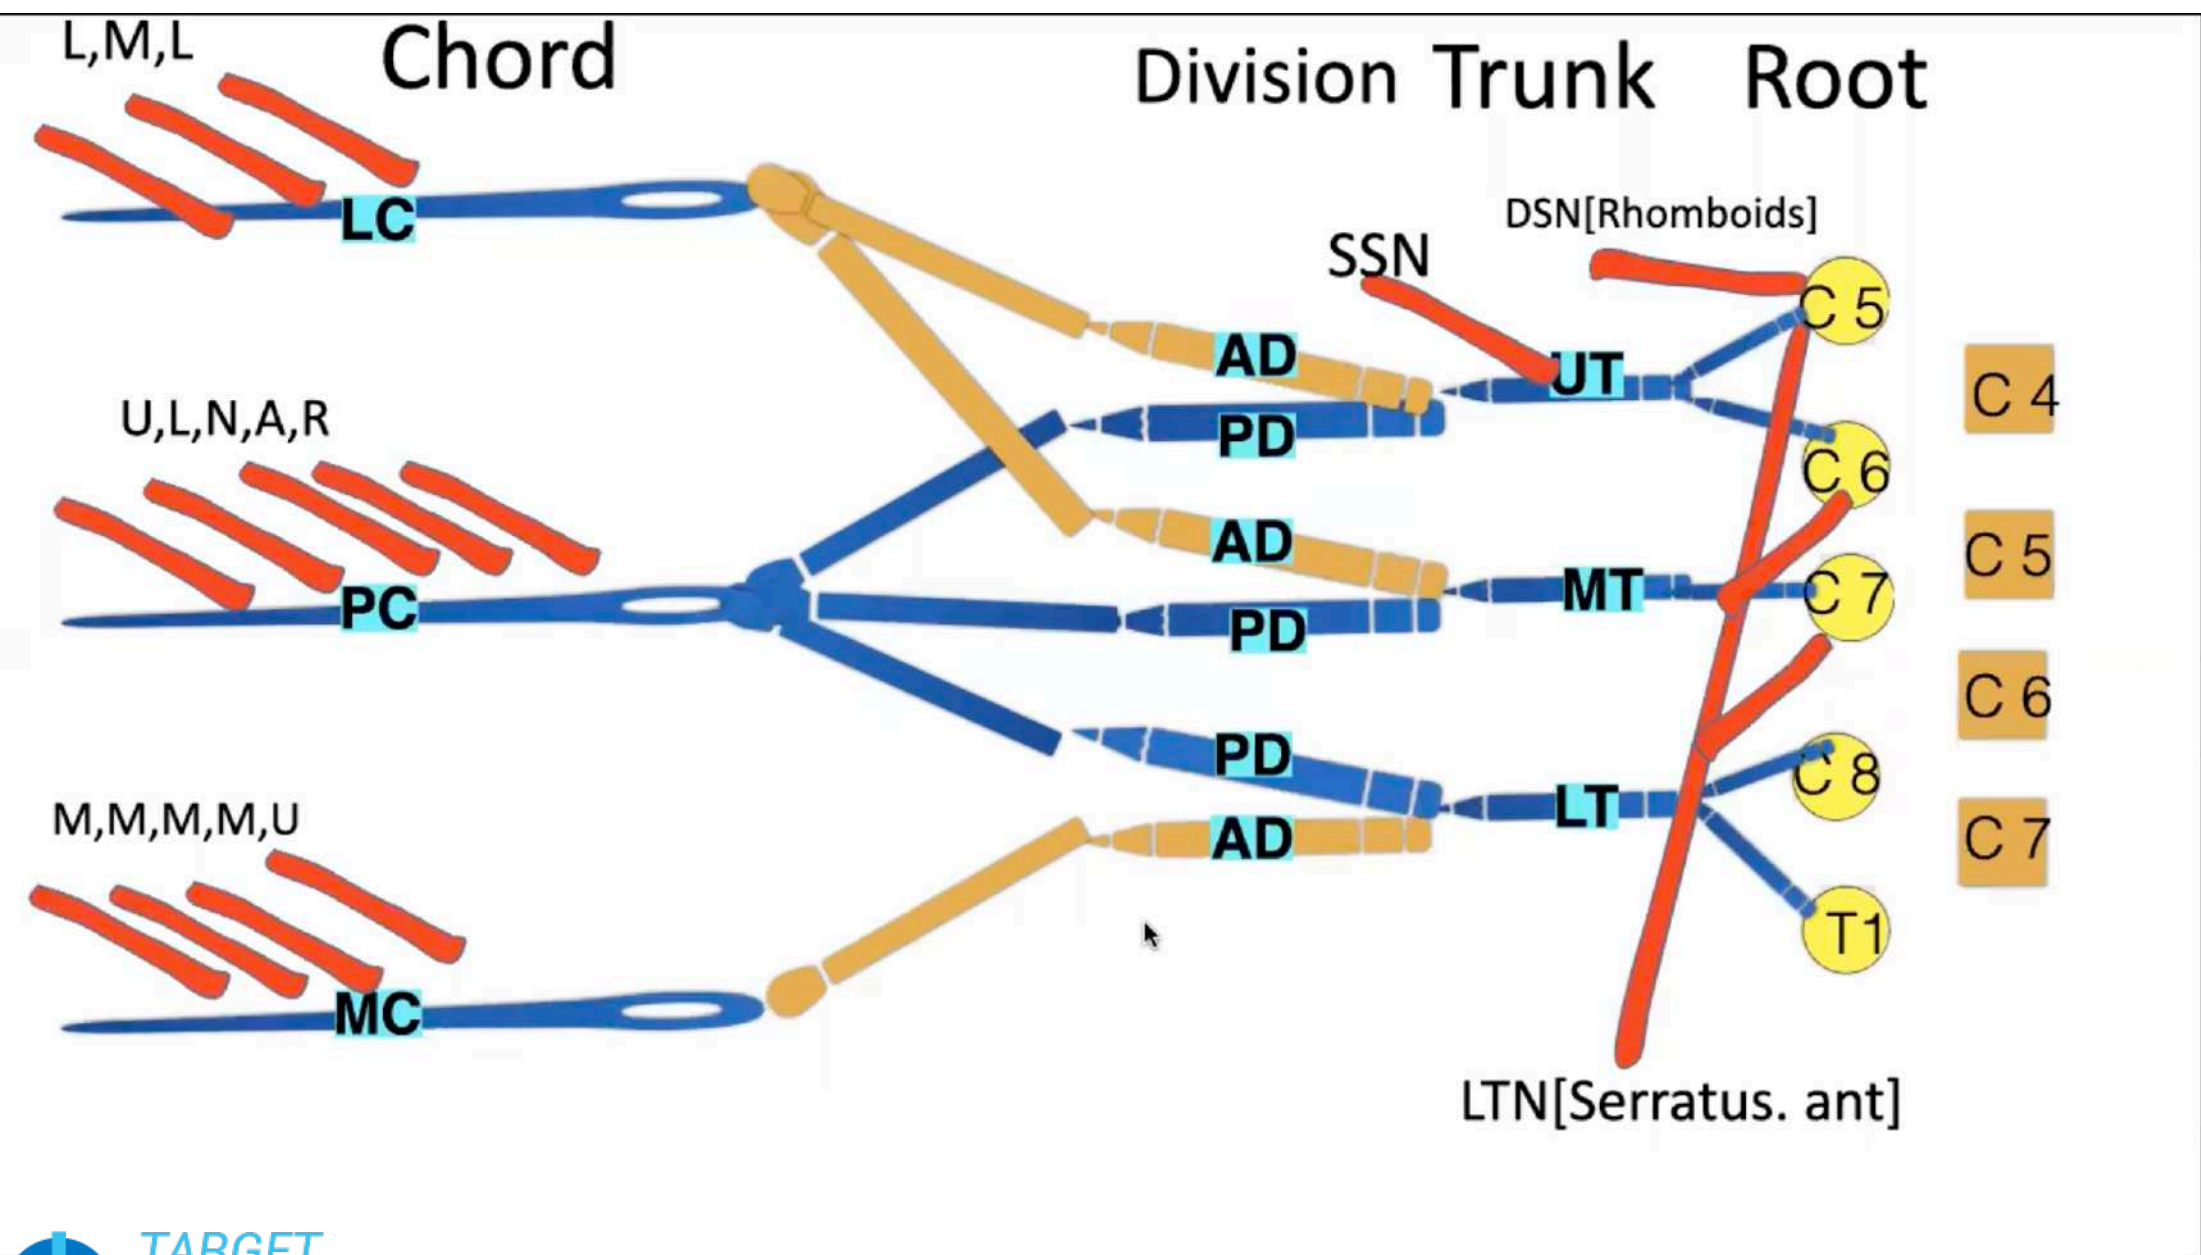 L,M,L
Chord
Division
Trunk
Root
LC
DSN[Rhomboids]
SSN
C 5
AD
UT
PD
C 4
U,L,N,A,R
C 6
AD
C 5
PC
MT
C 7
PD
C 6
PD
C 8
M,M,M,M,U
LT
AD
C 7
T1
MC
LTN[Serratus. ant]
TARGET